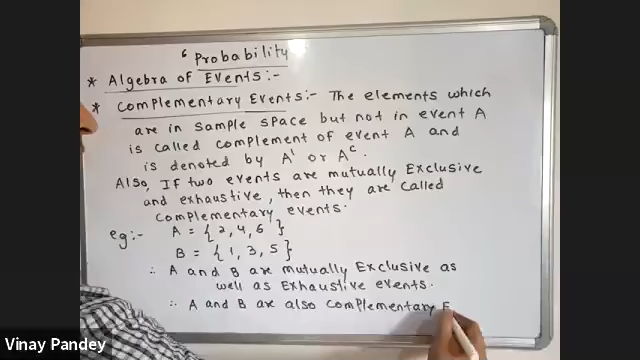 ‘Probability
* Algebra of Events:-
* Complementary Events:- The elements which
are in sample space but not in event A
is called complement of event A and
is denoted by A' or Aᶜ.
Also, If two events are mutually Exclusive
and exhaustive, then they are called
complementary events.
eg:- A = {2, 4, 6}
B = {1, 3, 5}
∴ A and B are mutually Exclusive as
well as Exhaustive events.
∴ A and B are also complementary E
Vinay Pandey